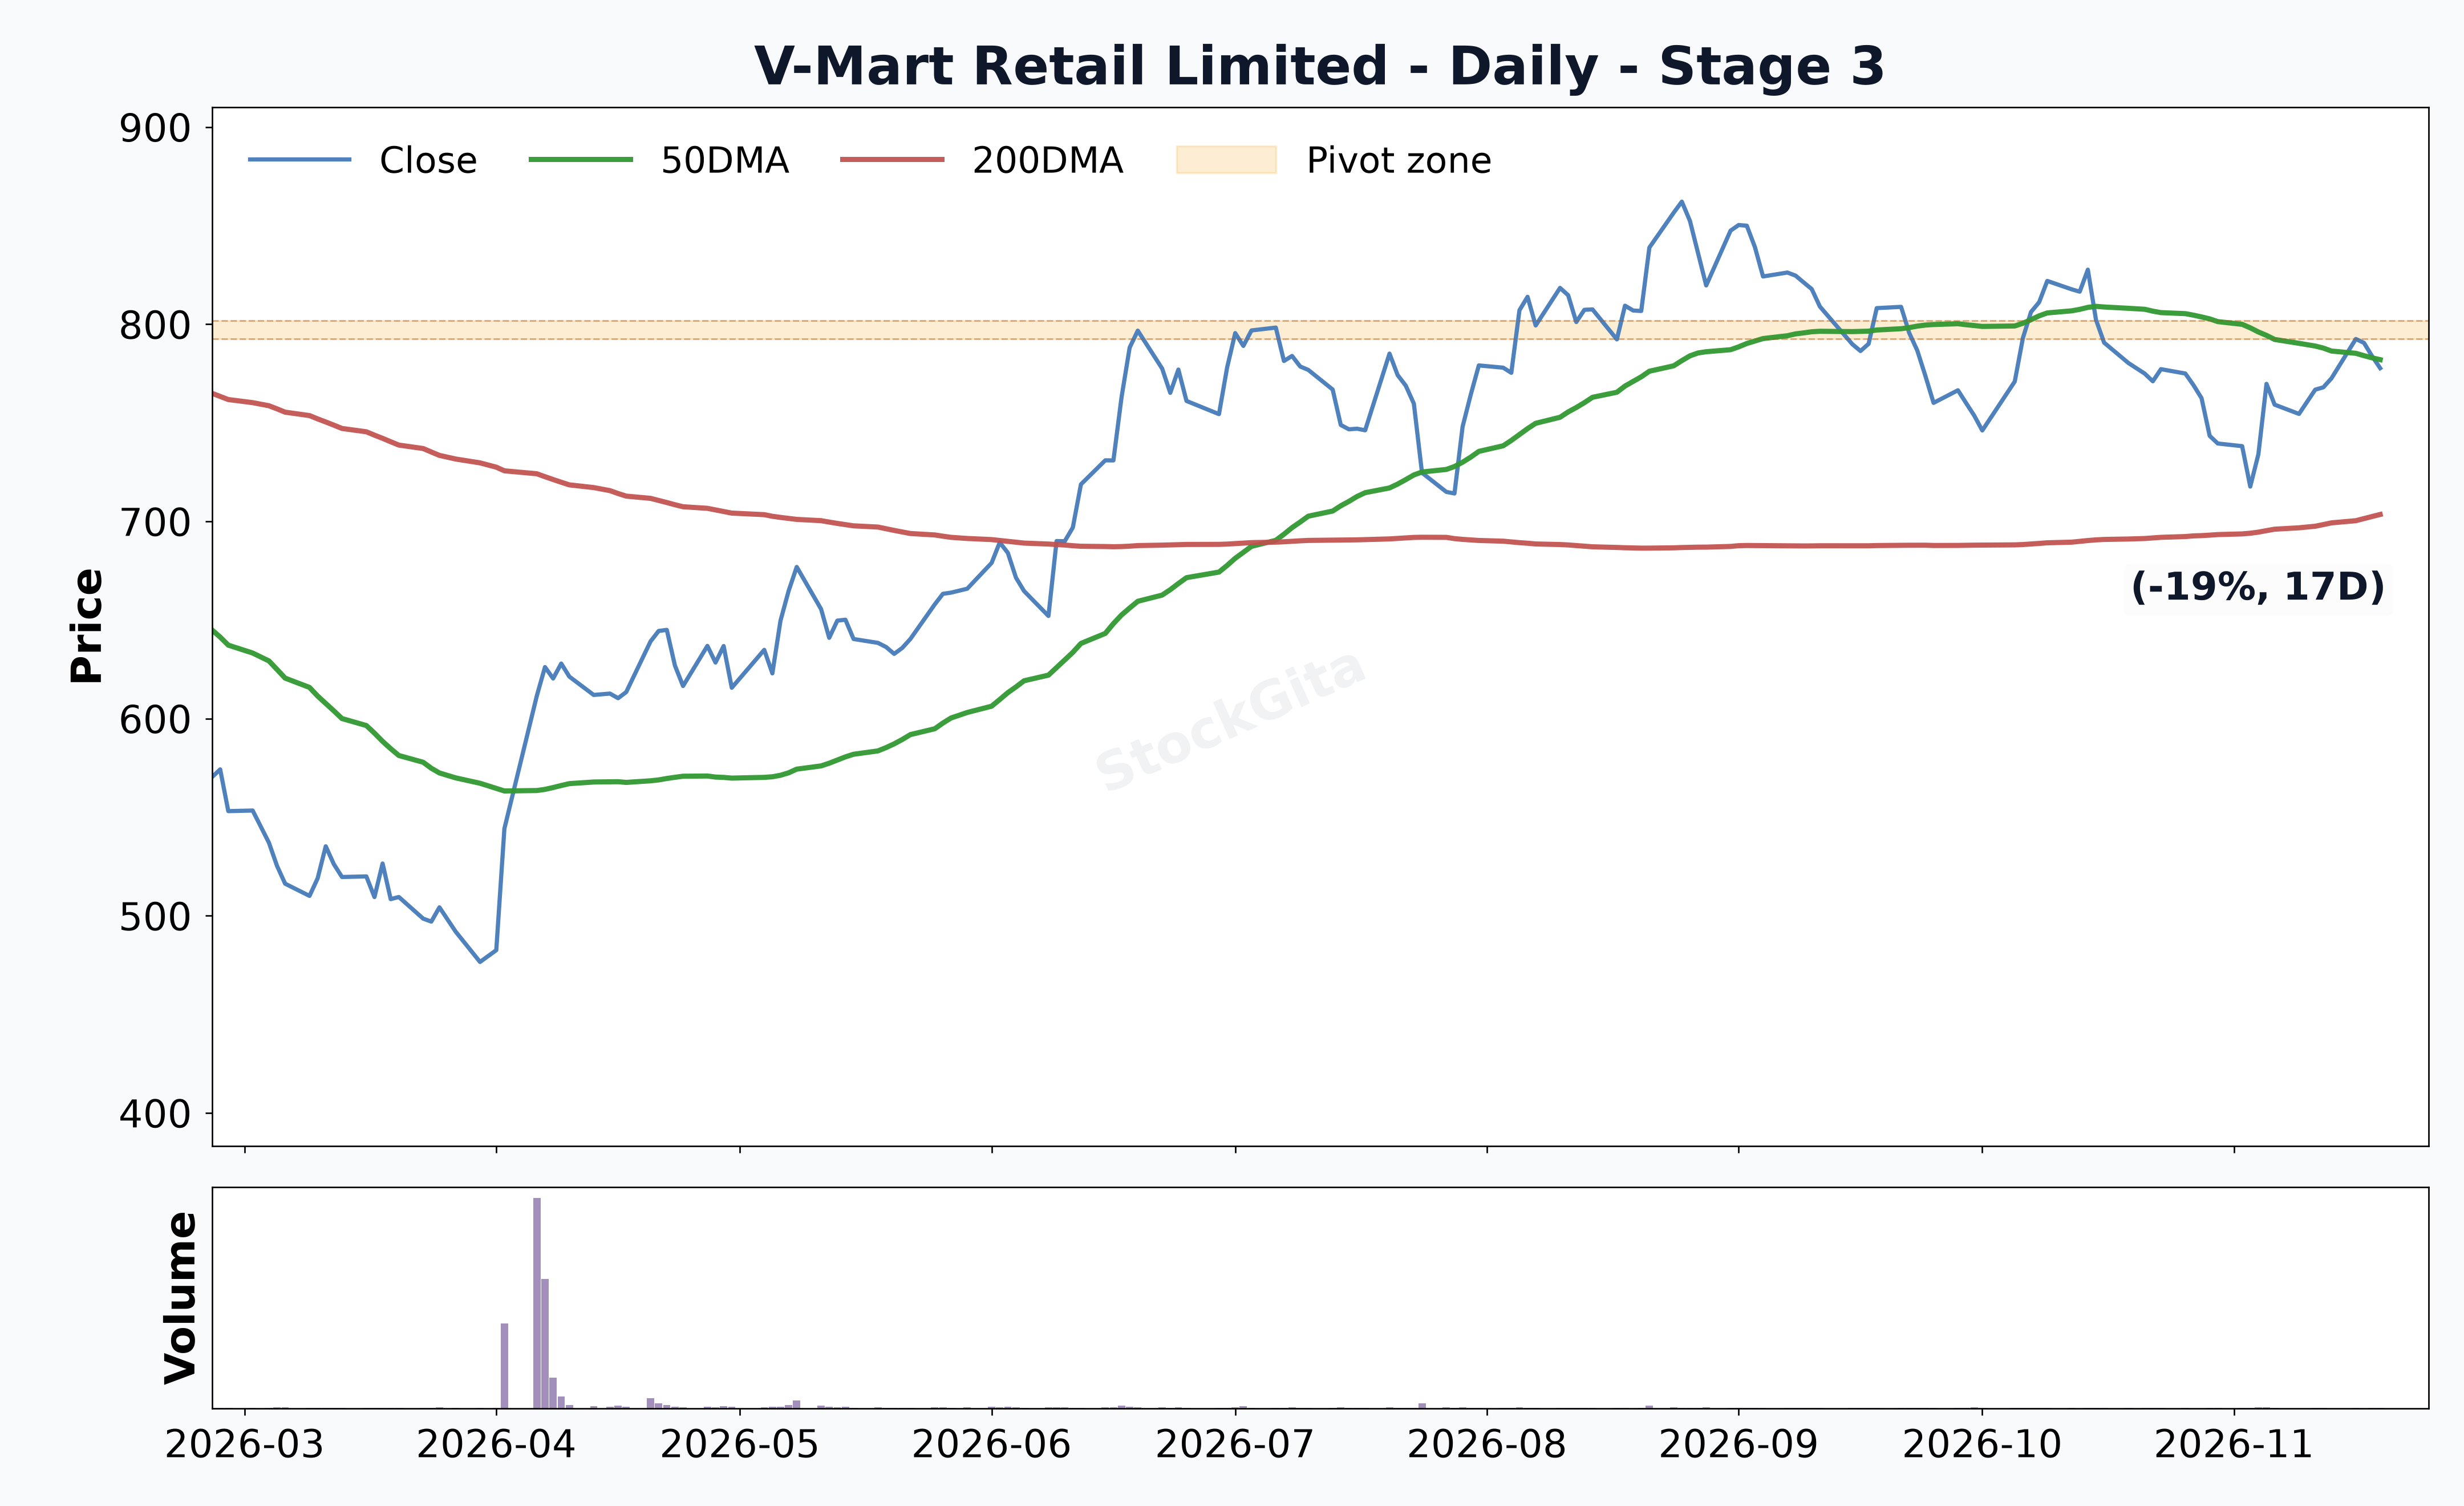 V-Mart Retail Limited - Daily - Stage 3
Close 50DMA 200DMA Pivot zone
900
800
700
600
500
400
Price
(-19%, 17D)
StockGita
Volume
2026-03 2026-04 2026-05 2026-06 2026-07 2026-08 2026-09 2026-10 2026-11